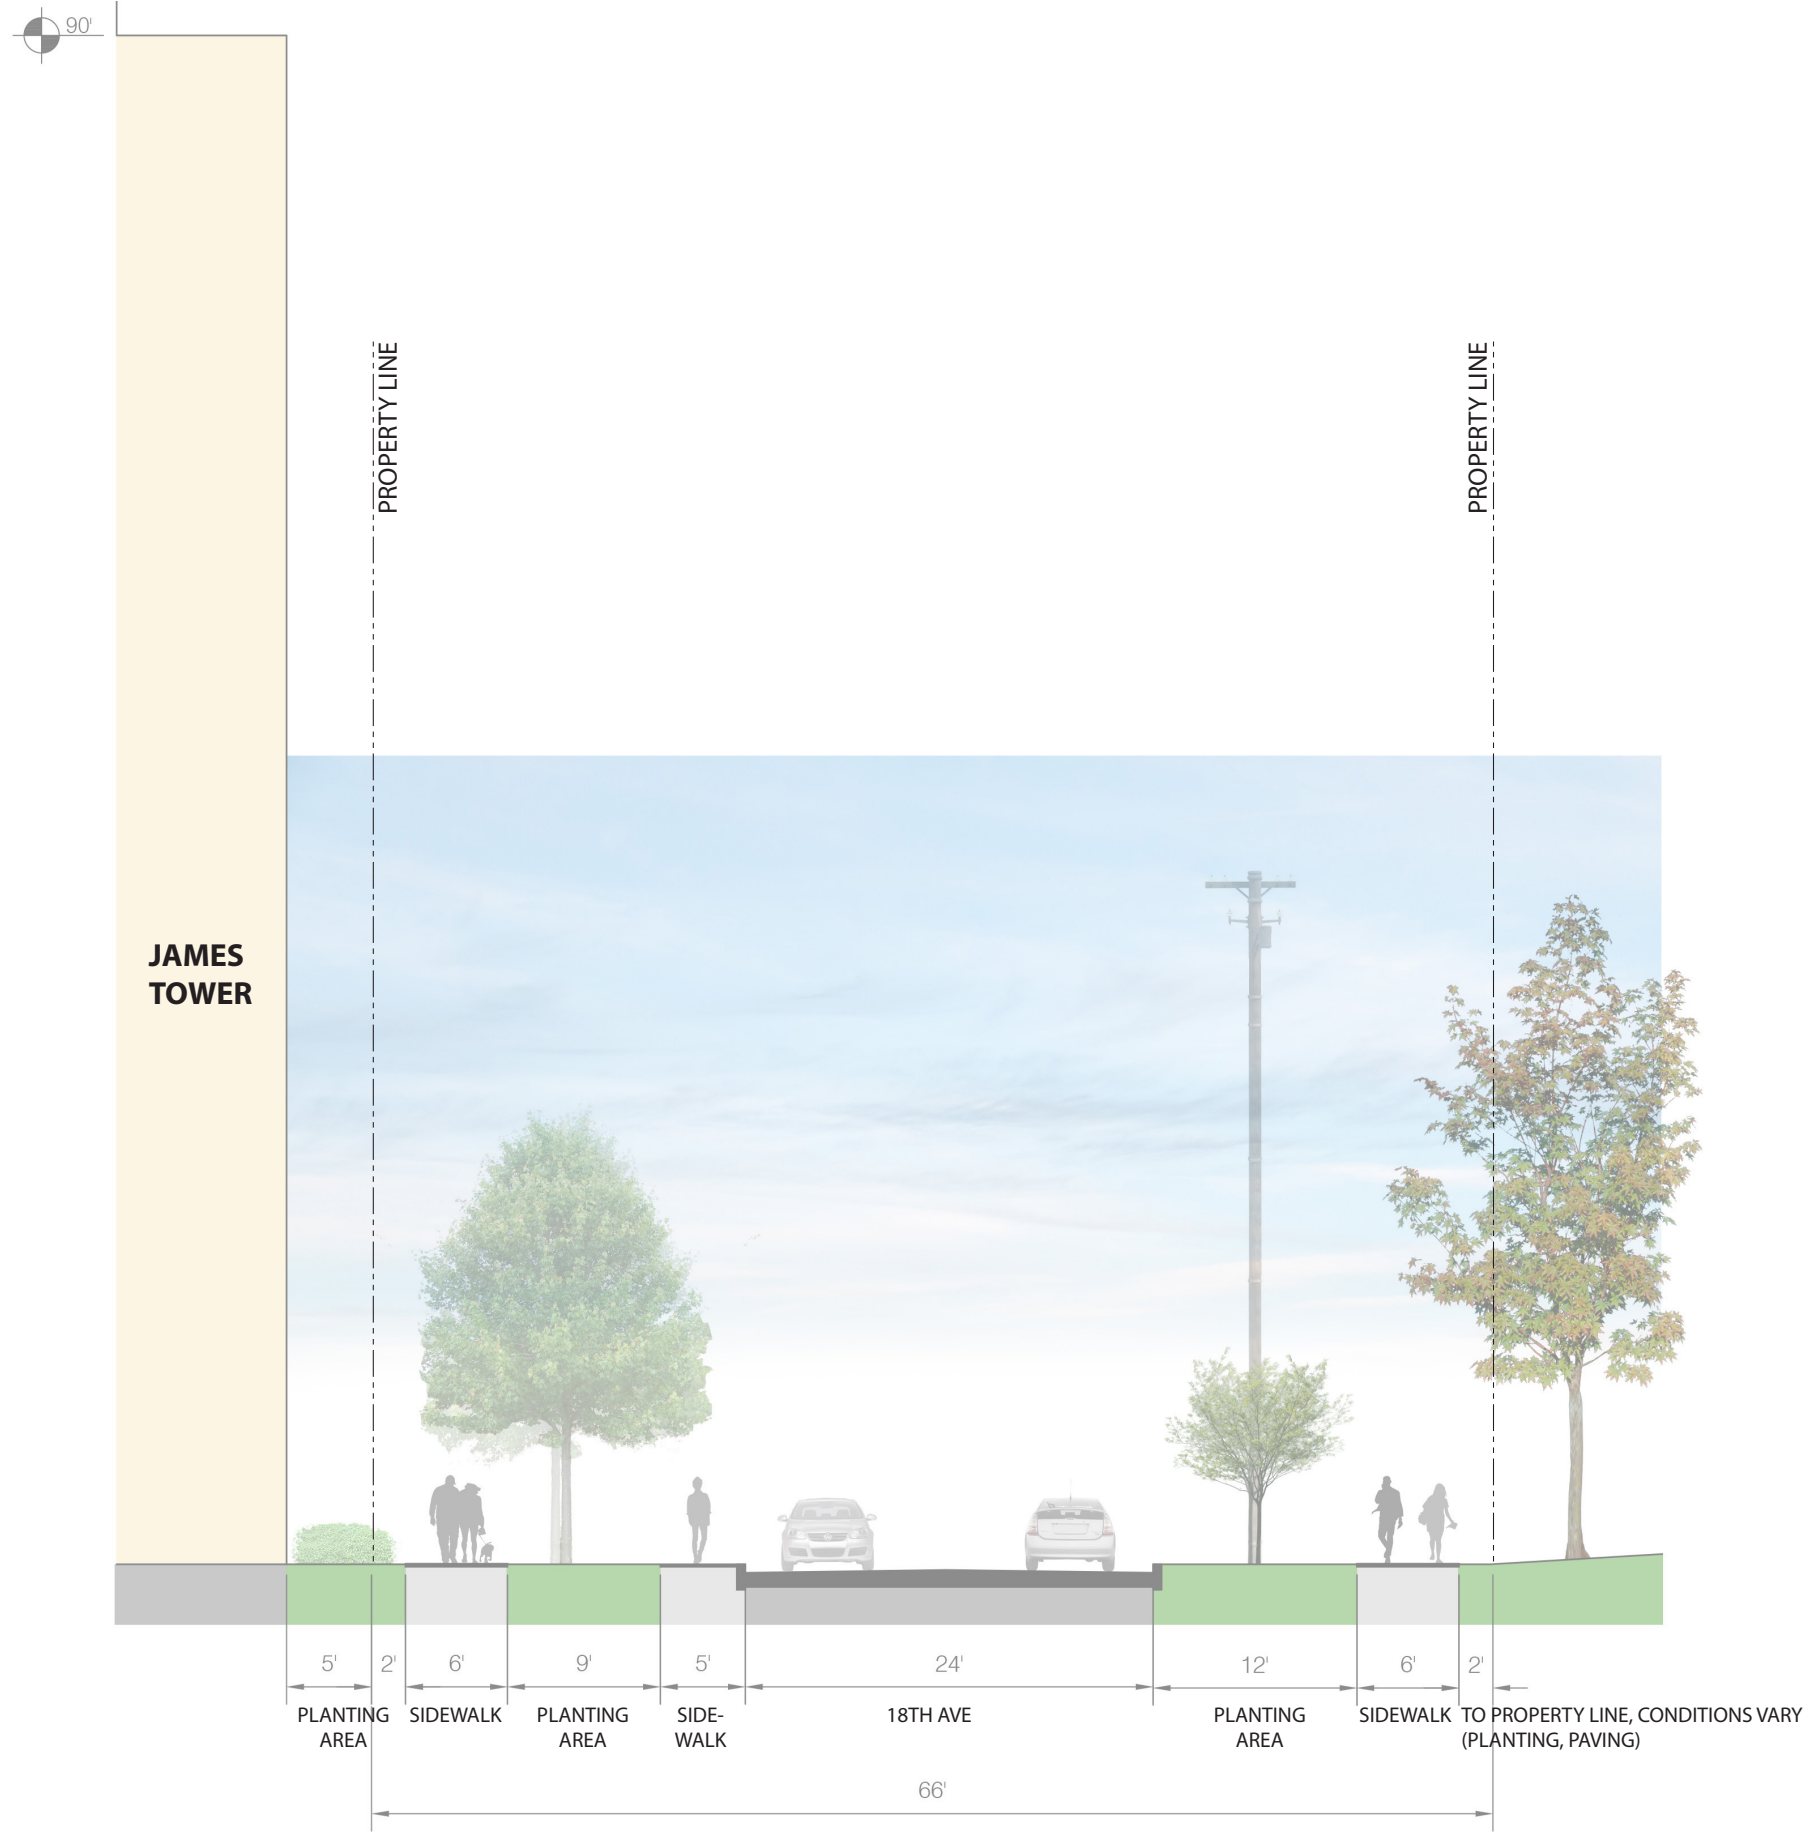 90'
PROPERTY LINE
PROPERTY LINE
JAMES
TOWER
5'
2'
6'
9'
5'
24'
12'
6'
2'
PLANTING
AREA
SIDEWALK
PLANTING
AREA
SIDE-
WALK
18TH AVE
PLANTING
AREA
SIDEWALK
TO PROPERTY LINE, CONDITIONS VARY
(PLANTING, PAVING)
66'